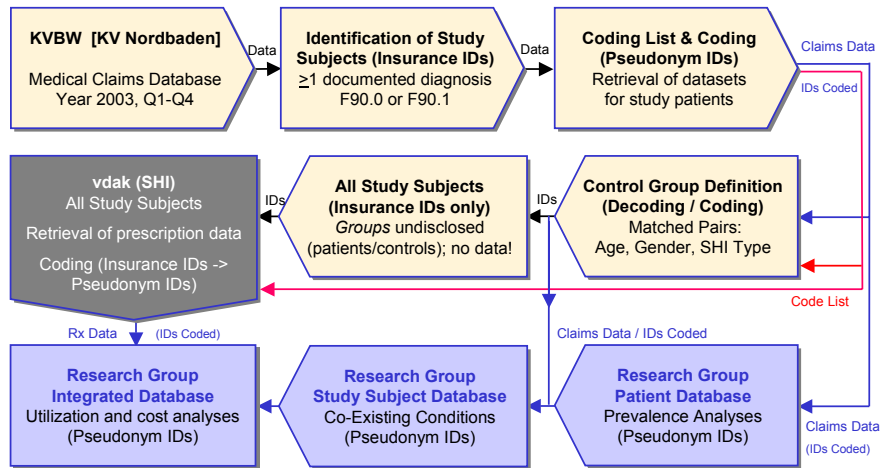 KVBW [KV Nordbaden]
Medical Claims Database
Year 2003, Q1-Q4
Data
Identification of Study
Subjects (Insurance IDs)
≥1 documented diagnosis
F90.0 or F90.1
Data
Coding List & Coding
(Pseudonym IDs)
Retrieval of datasets
for study patients
Claims Data
IDs Coded
vdak (SHI)
All Study Subjects
Retrieval of prescription data
Coding (Insurance IDs ->
Pseudonym IDs)
IDs
All Study Subjects
(Insurance IDs only)
Groups undisclosed
(patients/controls); no data!
IDs
Control Group Definition
(Decoding / Coding)
Matched Pairs:
Age, Gender, SHI Type
Code List
Rx Data
(IDs Coded)
Claims Data / IDs Coded
Research Group
Integrated Database
Utilization and cost analyses
(Pseudonym IDs)
Research Group
Study Subject Database
Co-Existing Conditions
(Pseudonym IDs)
Research Group
Patient Database
Prevalence Analyses
(Pseudonym IDs)
Claims Data
(IDs Coded)